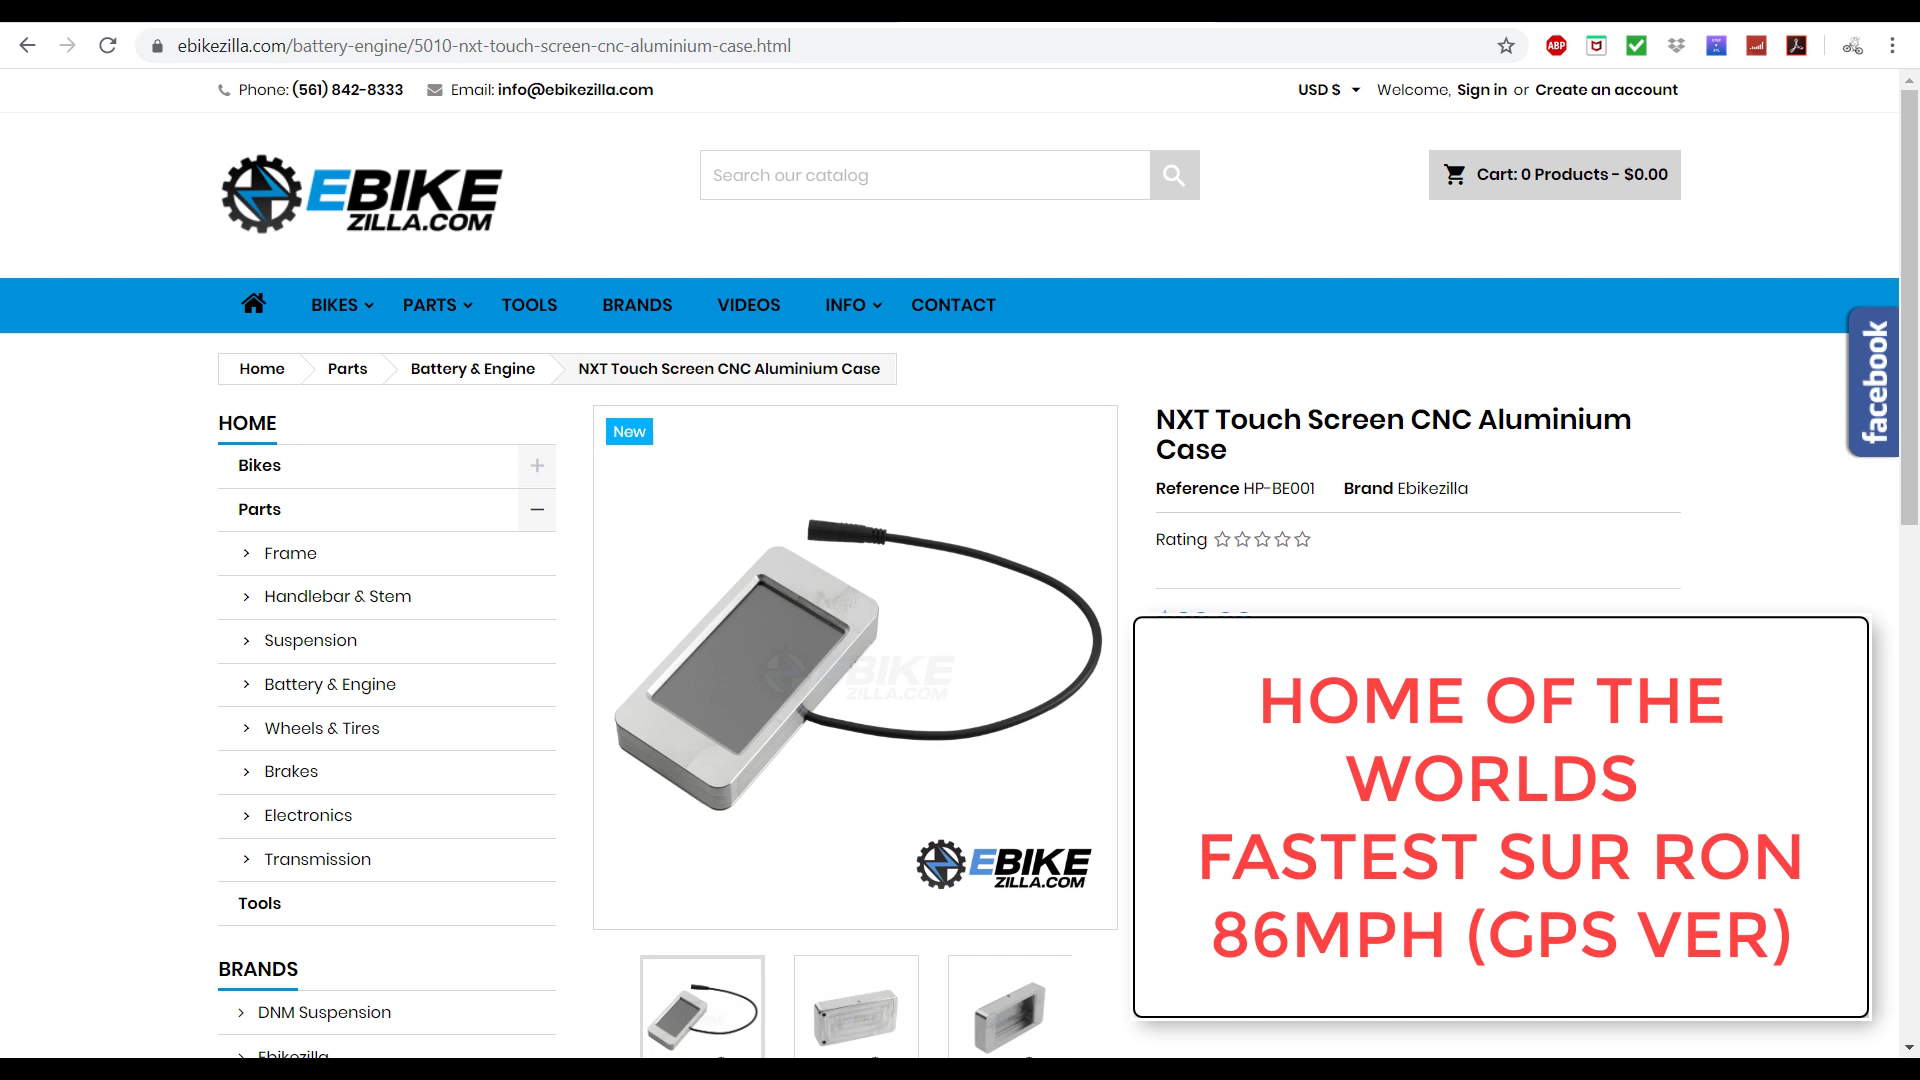 ebikezilla.com/battery-engine/5010-nxt-touch-screen-cnc-aluminium-case.html
ABP
Phone: (561) 842-8333
Email: info@ebikezilla.com
USD $
Welcome, Sign in or Create an account
EBIKE
ZILLA.COM
Search our catalog
Cart: 0 Products - $0.00
BIKES
PARTS
TOOLS
BRANDS
VIDEOS
INFO
CONTACT
facebook
Home
Parts
Battery & Engine
NXT Touch Screen CNC Aluminium Case
HOME
Bikes
Parts
Frame
Handlebar & Stem
Suspension
Battery & Engine
Wheels & Tires
Brakes
Electronics
Transmission
Tools
BRANDS
DNM Suspension
Ebikezilla
New
EBIKE
ZILLA.COM
EBIKE
ZILLA.COM
NXT Touch Screen CNC Aluminium
Case
Reference HP-BE001
Brand Ebikezilla
Rating
HOME OF THE
WORLDS
FASTEST SUR RON
86MPH (GPS VER)